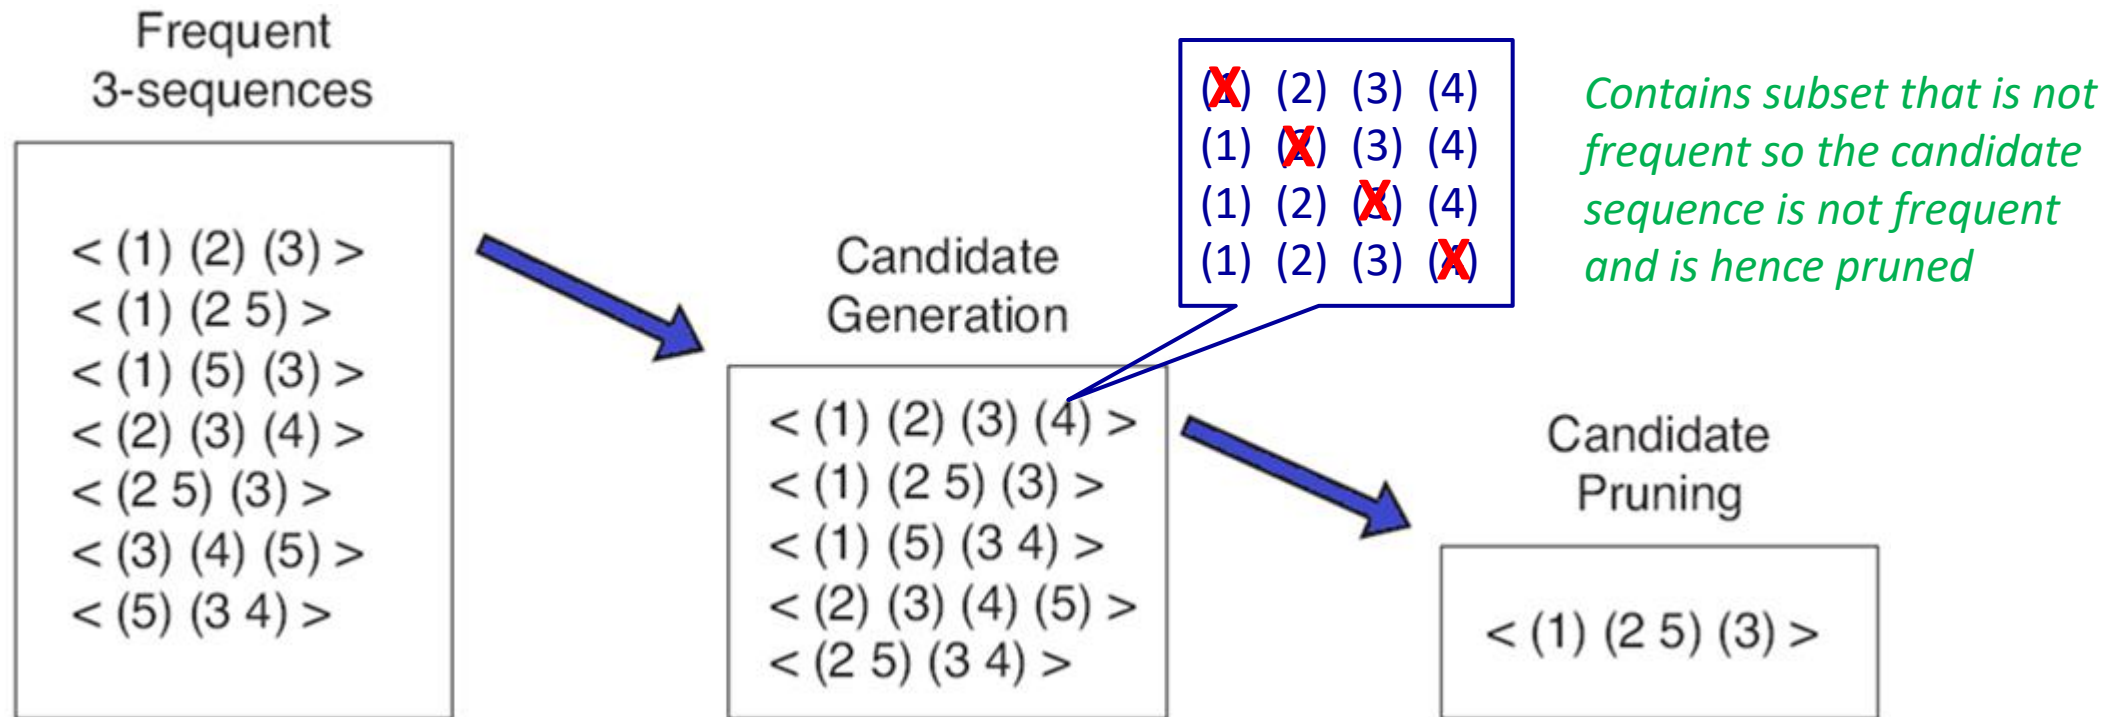 Frequent
3-sequences
< (1) (2) (3) >
< (1) (2 5) >
< (1) (5) (3) >
< (2) (3) (4) >
< (2 5) (3) >
< (3) (4) (5) >
< (5) (3 4) >
Candidate
Generation
< (1) (2) (3) (4) >
< (1) (2 5) (3) >
< (1) (5) (3 4) >
< (2) (3) (4) (5) >
< (2 5) (3 4) >
(1) (2) (3) (4)
(1) (2) (3) (4)
(1) (2) (3) (4)
(1) (2) (3) (4)
Contains subset that is not
frequent so the candidate
sequence is not frequent
and is hence pruned
Candidate
Pruning
< (1) (2 5) (3) >